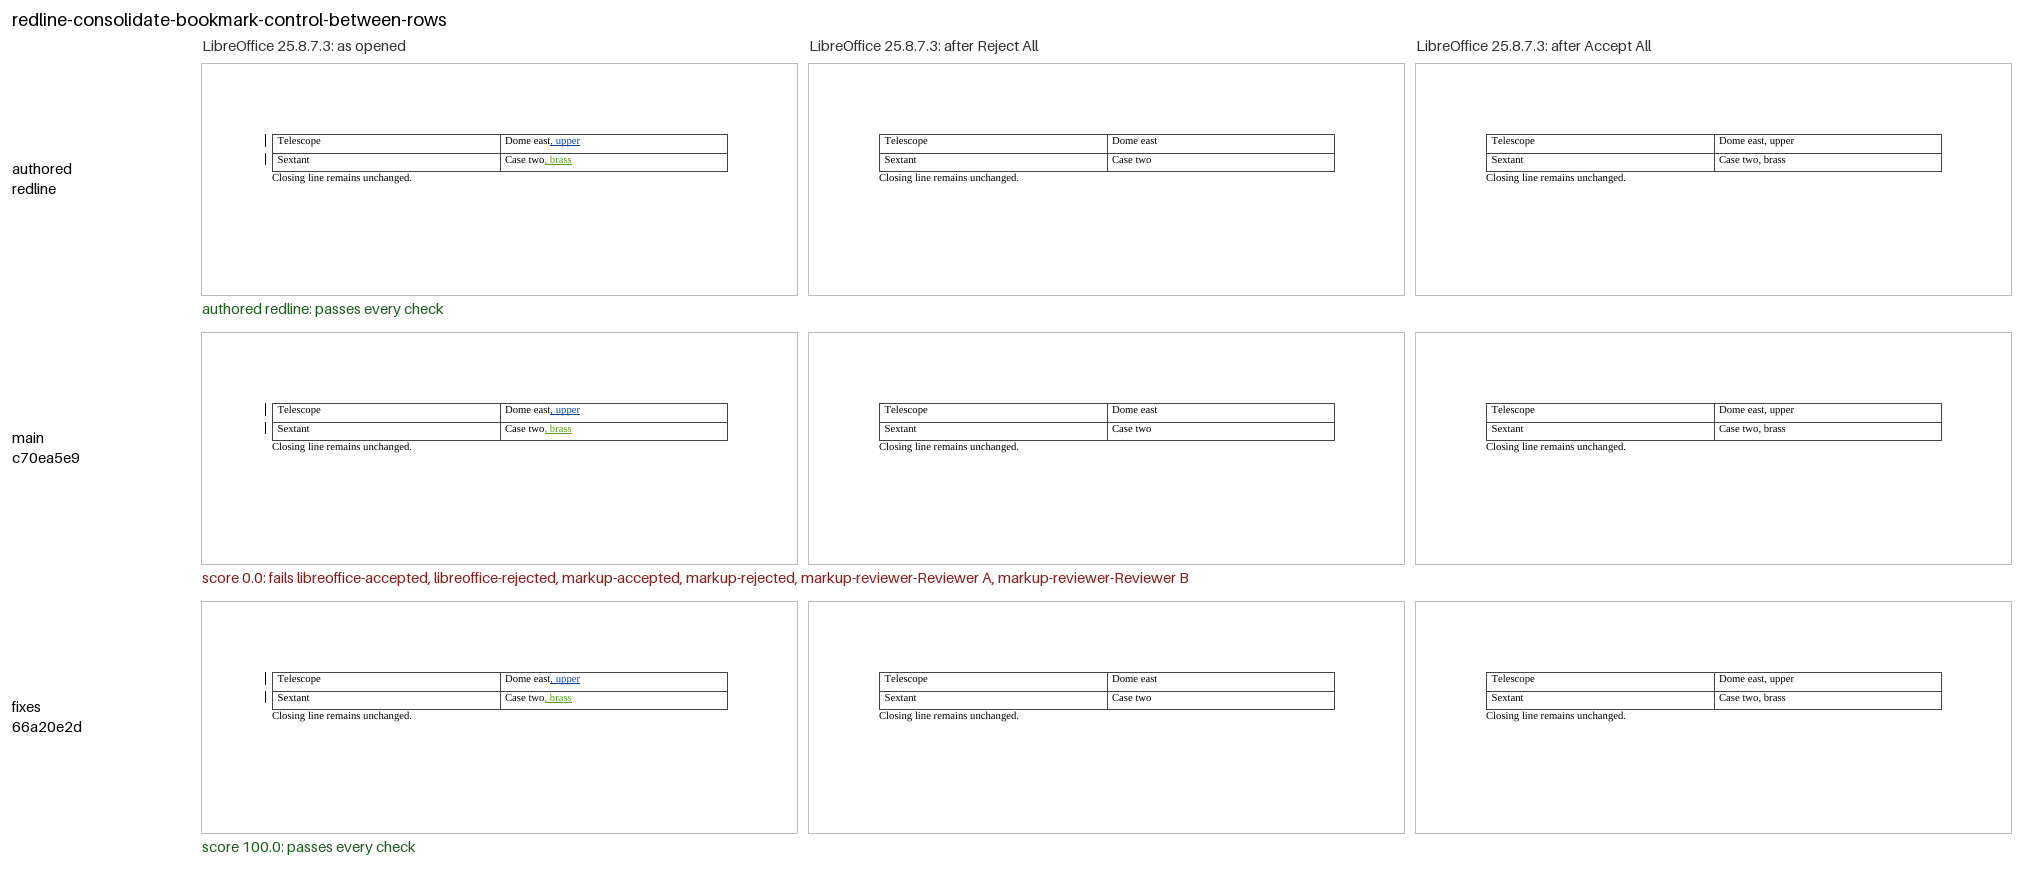 redline-consolidate-bookmark-control-between-rows
LibreOffice 25.8.7.3: as opened
LibreOffice 25.8.7.3: after Reject All
LibreOffice 25.8.7.3: after Accept All
authored
redline
Telescope
Dome east, upper
Sextant
Case two, brass
Closing line remains unchanged.
Telescope
Dome east
Sextant
Case two
Closing line remains unchanged.
Telescope
Dome east, upper
Sextant
Case two, brass
Closing line remains unchanged.
authored redline: passes every check
main
c70ea5e9
Telescope
Dome east, upper
Sextant
Case two, brass
Closing line remains unchanged.
Telescope
Dome east
Sextant
Case two
Closing line remains unchanged.
Telescope
Dome east, upper
Sextant
Case two, brass
Closing line remains unchanged.
score 0.0: fails libreoffice-accepted, libreoffice-rejected, markup-accepted, markup-rejected, markup-reviewer-Reviewer A, markup-reviewer-Reviewer B
fixes
66a20e2d
Telescope
Dome east, upper
Sextant
Case two, brass
Closing line remains unchanged.
Telescope
Dome east
Sextant
Case two
Closing line remains unchanged.
Telescope
Dome east, upper
Sextant
Case two, brass
Closing line remains unchanged.
score 100.0: passes every check